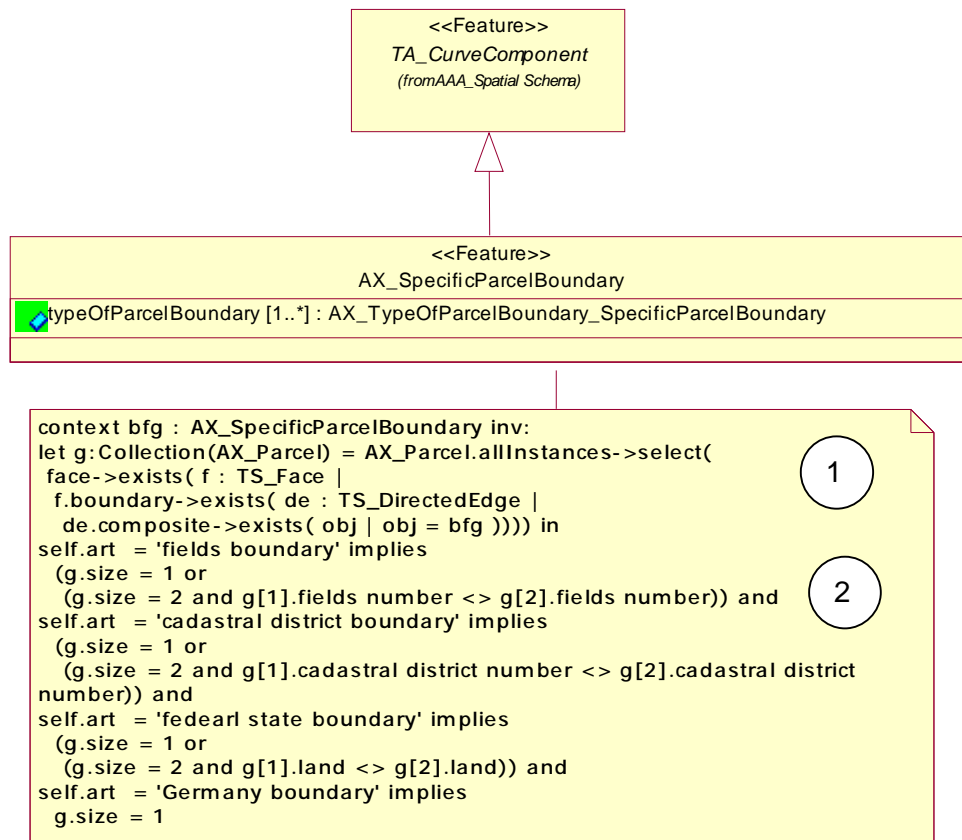 <<Feature>>
TA_CurveComponent
(fromAAA_Spatial Schema)
<<Feature>>
AX_SpecificParcelBoundary
typeOfParcelBoundary [1..*] : AX_TypeOfParcelBoundary_SpecificParcelBoundary
context bfg : AX_SpecificParcelBoundary inv:
let g:Collection(AX_Parcel) = AX_Parcel.allInstances->select(
face->exists( f : TS_Face |
f.boundary->exists( de : TS_DirectedEdge |
de.composite->exists( obj | obj = bfg )))) in
1
self.art = 'fields boundary' implies
(g.size = 1 or
(g.size = 2 and g[1].fields number <> g[2].fields number)) and
2
self.art = 'cadastral district boundary' implies
(g.size = 1 or
(g.size = 2 and g[1].cadastral district number <> g[2].cadastral district
number)) and
self.art = 'fedearl state boundary' implies
(g.size = 1 or
(g.size = 2 and g[1].land <> g[2].land)) and
self.art = 'Germany boundary' implies
g.size = 1